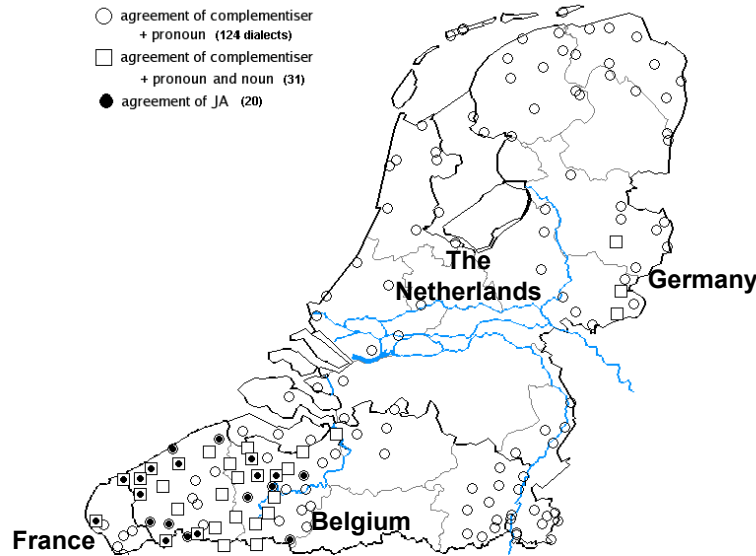 agreement of complementiser
+ pronoun (124 dialects)
agreement of complementiser
+ pronoun and noun (31)
agreement of JA (20)
The
Netherlands
Germany
Belgium
France